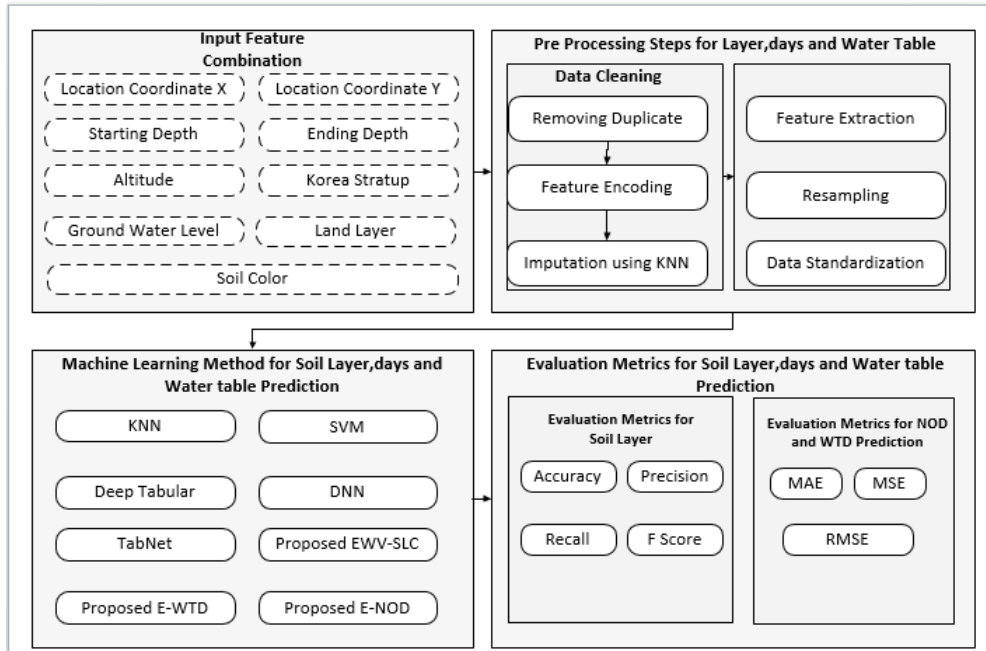 Input Feature
Combination
Location Coordinate X
Location Coordinate Y
Starting Depth
Ending Depth
Altitude
Korea Stratup
Ground Water Level
Land Layer
Soil Color
Pre Processing Steps for Layer,days and Water Table
Data Cleaning
Removing Duplicate
Feature Encoding
Imputation using KNN
Feature Extraction
Resampling
Data Standardization
Machine Learning Method for Soil Layer,days and
Water table Prediction
KNN
SVM
Deep Tabular
DNN
TabNet
Proposed EWV-SLC
Proposed E-WTD
Proposed E-NOD
Evaluation Metrics for Soil Layer,days and Water table
Prediction
Evaluation Metrics for
Soil Layer
Accuracy
Precision
Recall
F Score
Evaluation Metrics for NOD
and WTD Prediction
MAE
MSE
RMSE